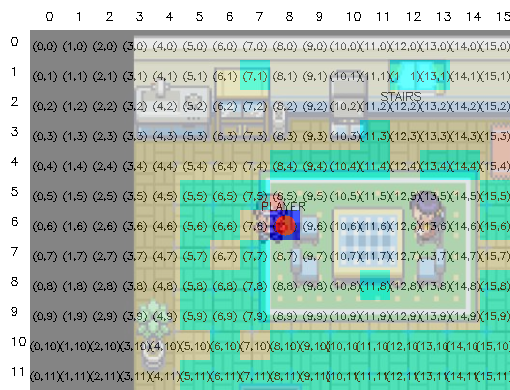 0 1 2 3 4 5 6 7 8 9 10 11 12 13 14 15
0 (0,0) (1,0) (2,0) (3,0) (4,0) (5,0) (6,0) (7,0) (8,0) (9,0) (10,0) (11,0) (12,0) (13,0) (14,0) (15,0)
1 (0,1) (1,1) (2,1) (3,1) (4,1) (5,1) (6,1) (7,1) (8,1) (9,1) (10,1) (11,1) (1 1 (13,1) (14,1) (15,1)
STAIRS
2 (0,2) (1,2) (2,2) (3,2) (4,2) (5,2) (6,2) (7,2) (8,2) (9,2) (10,2) (11,2) (12,2) (13,2) (14,2) (15,2)
3 (0,3) (1,3) (2,3) (3,3) (4,3) (5,3) (6,3) (7,3) (8,3) (9,3) (10,3) (11,3) (12,3) (13,3) (14,3) (15,3)
4 (0,4) (1,4) (2,4) (3,4) (4,4) (5,4) (6,4) (7,4) (8,4) (9,4) (10,4) (11,4) (12,4) (13,4) (14,4) (15,4)
5 (0,5) (1,5) (2,5) (3,5) (4,5) (5,5) (6,5) (7,5) (8,5) (9,5) (10,5) (11,5) (12,5) (13,5) (14,5) (15,5)
PLAYER
6 (0,6) (1,6) (2,6) (3,6) (4,6) (5,6) (6,6) (7,6) (9,6) (10,6) (11,6) (12,6) (13,6) (14,6) (15,6)
7 (0,7) (1,7) (2,7) (3,7) (4,7) (5,7) (6,7) (7,7) (8,7) (9,7) (10,7) (11,7) (12,7) (13,7) (14,7) (15,7)
8 (0,8) (1,8) (2,8) (3,8) (4,8) (5,8) (6,8) (7,8) (8,8) (9,8) (10,8) (11,8) (12,8) (13,8) (14,8) (15,8)
9 (0,9) (1,9) (2,9) (3,9) (4,9) (5,9) (6,9) (7,9) (8,9) (9,9) (10,9) (11,9) (12,9) (13,9) (14,9) (15,9)
10 (0,10) (1,10) (2,10) (3,10) (4,10) (5,10) (6,10) (7,10) (8,10) (9,10) (10,10) (11,10) (12,10) (13,10) (14,10) (15,10)
11 (0,11) (1,11) (2,11) (3,11) (4,11) (5,11) (6,11) (7,11) (8,11) (9,11) (10,11) (11,11) (12,11) (13,11) (14,11) (15,11)